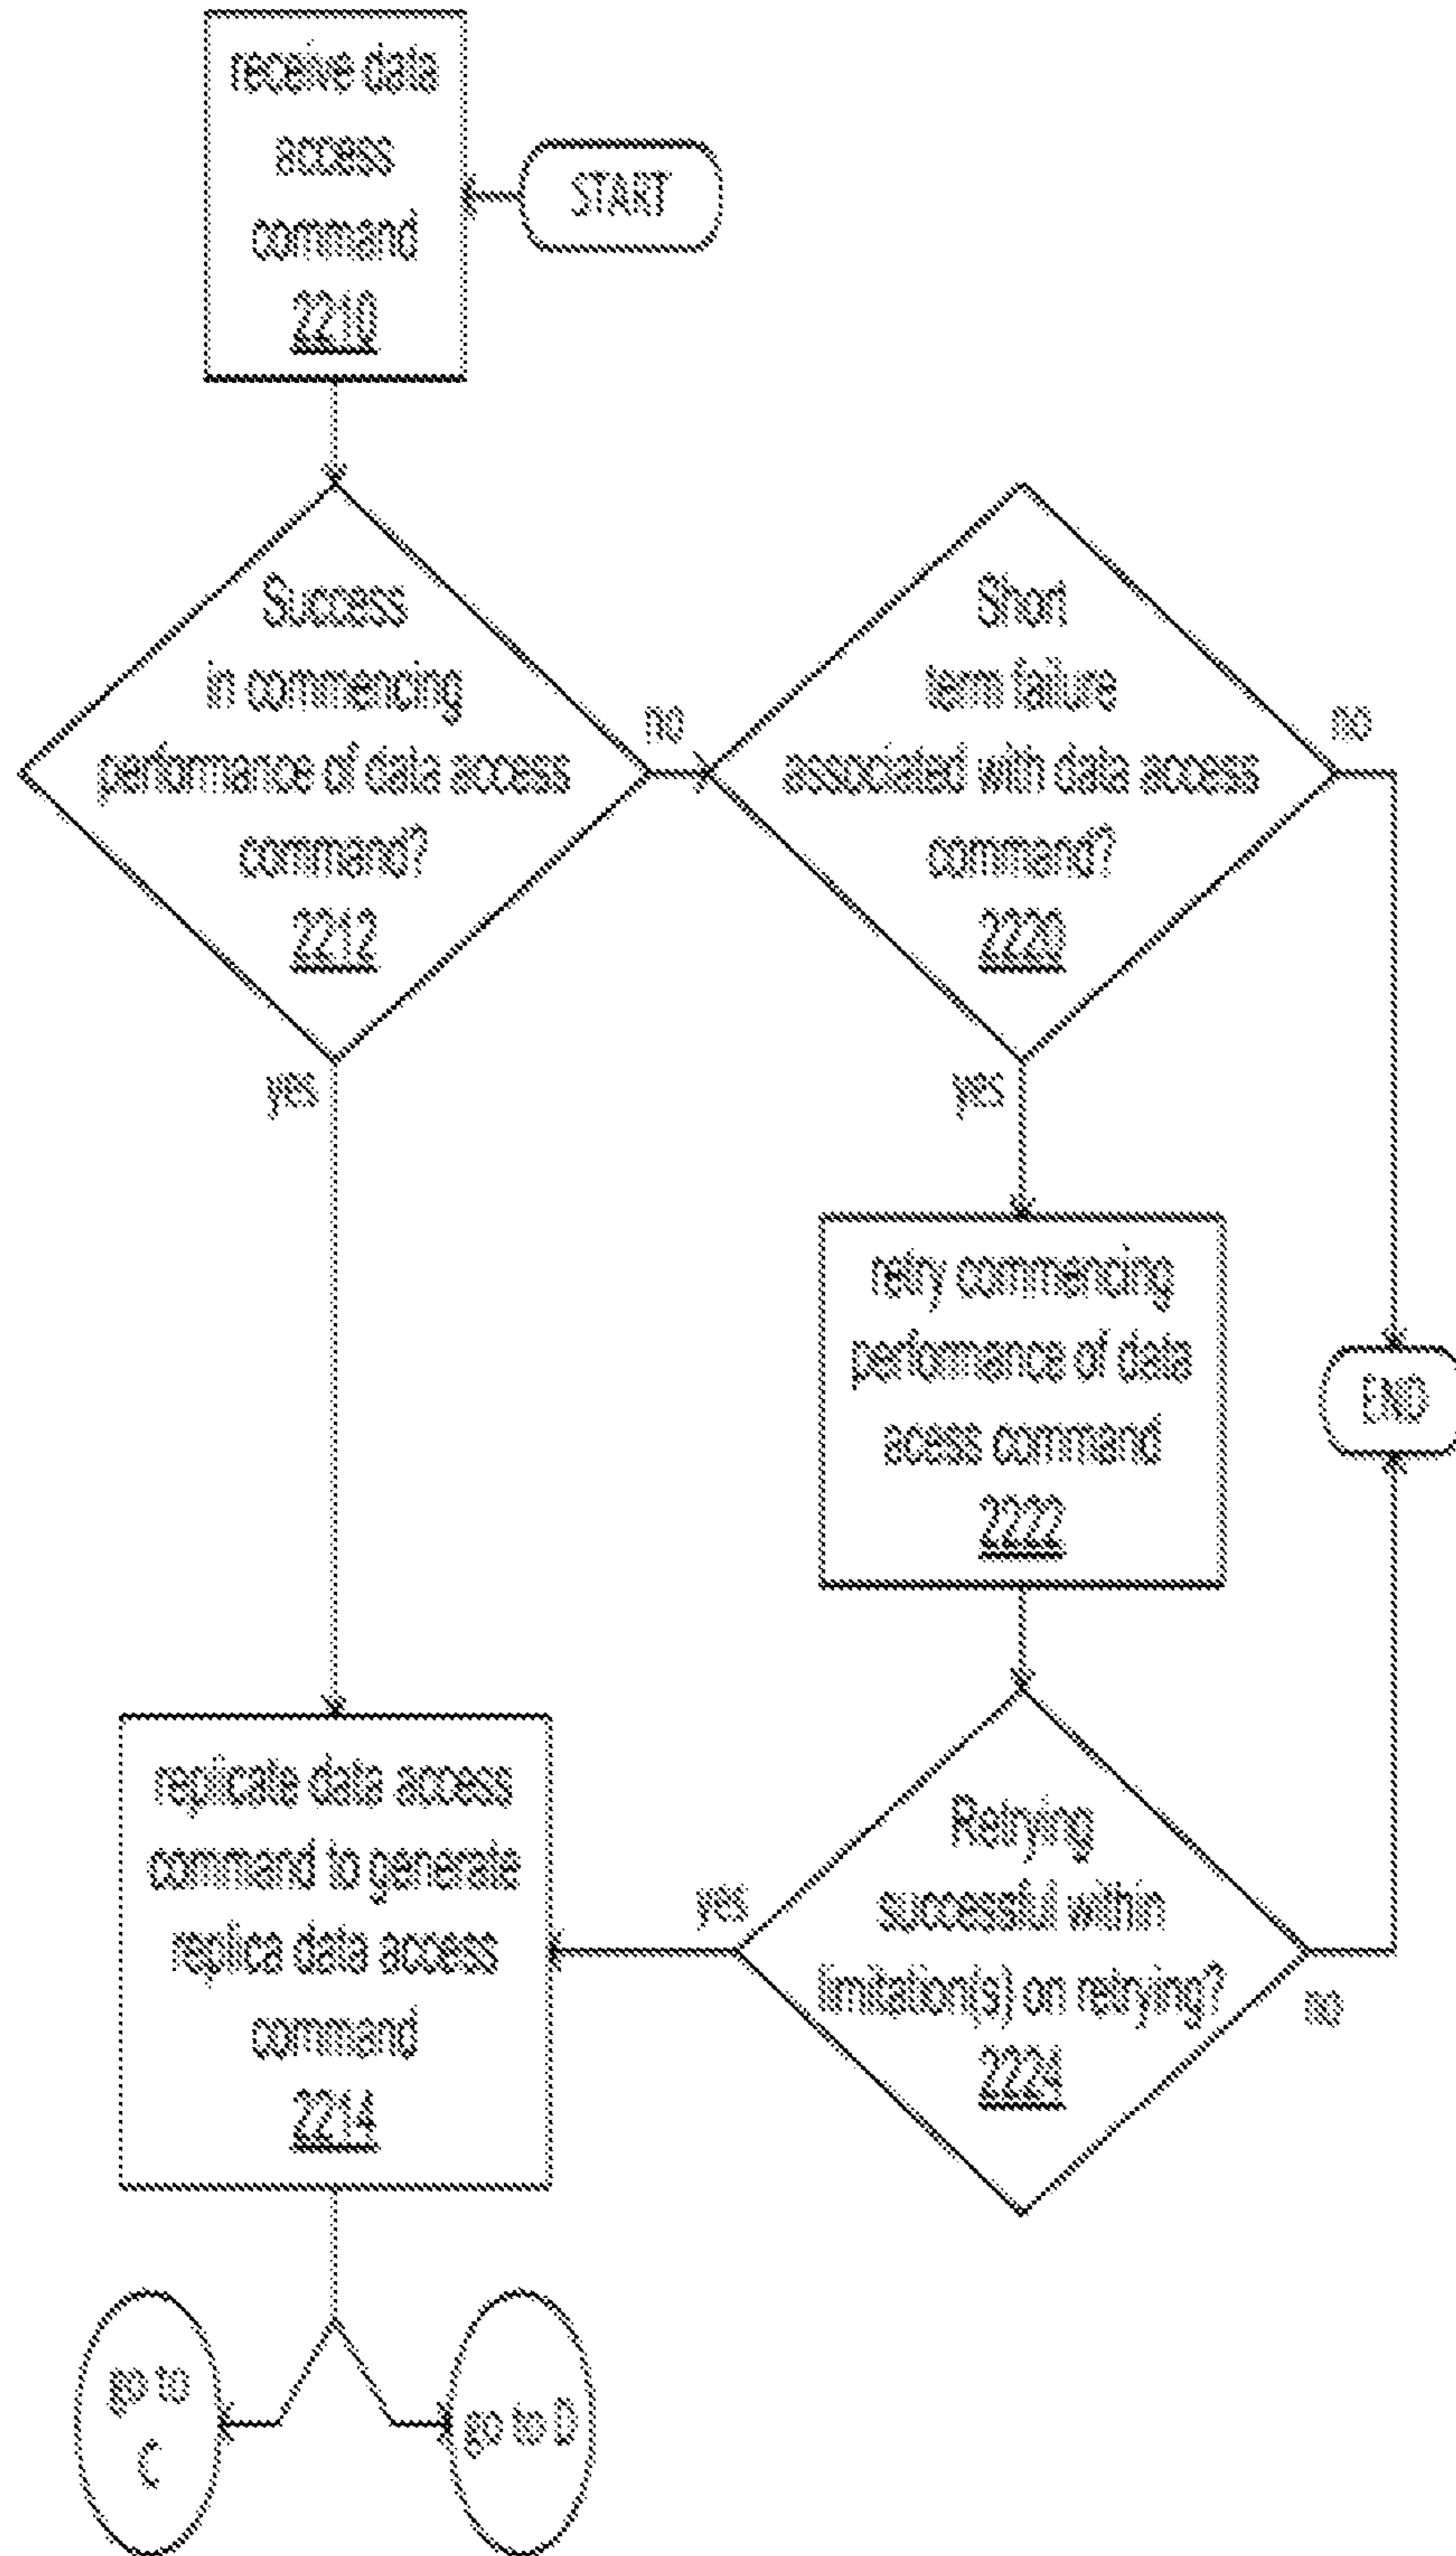 receive data
access
command
2210
START
Success
in commencing
performance of data access
command?
2212
no
yes
Short
term failure
associated with data access
command?
2220
no
yes
retry commencing
performance of data
acess command
2222
END
Retrying
successful within
limitation(s) on retrying?
2224
yes
no
replicate data access
command to generate
replica data access
command
2214
go to
C
go to D